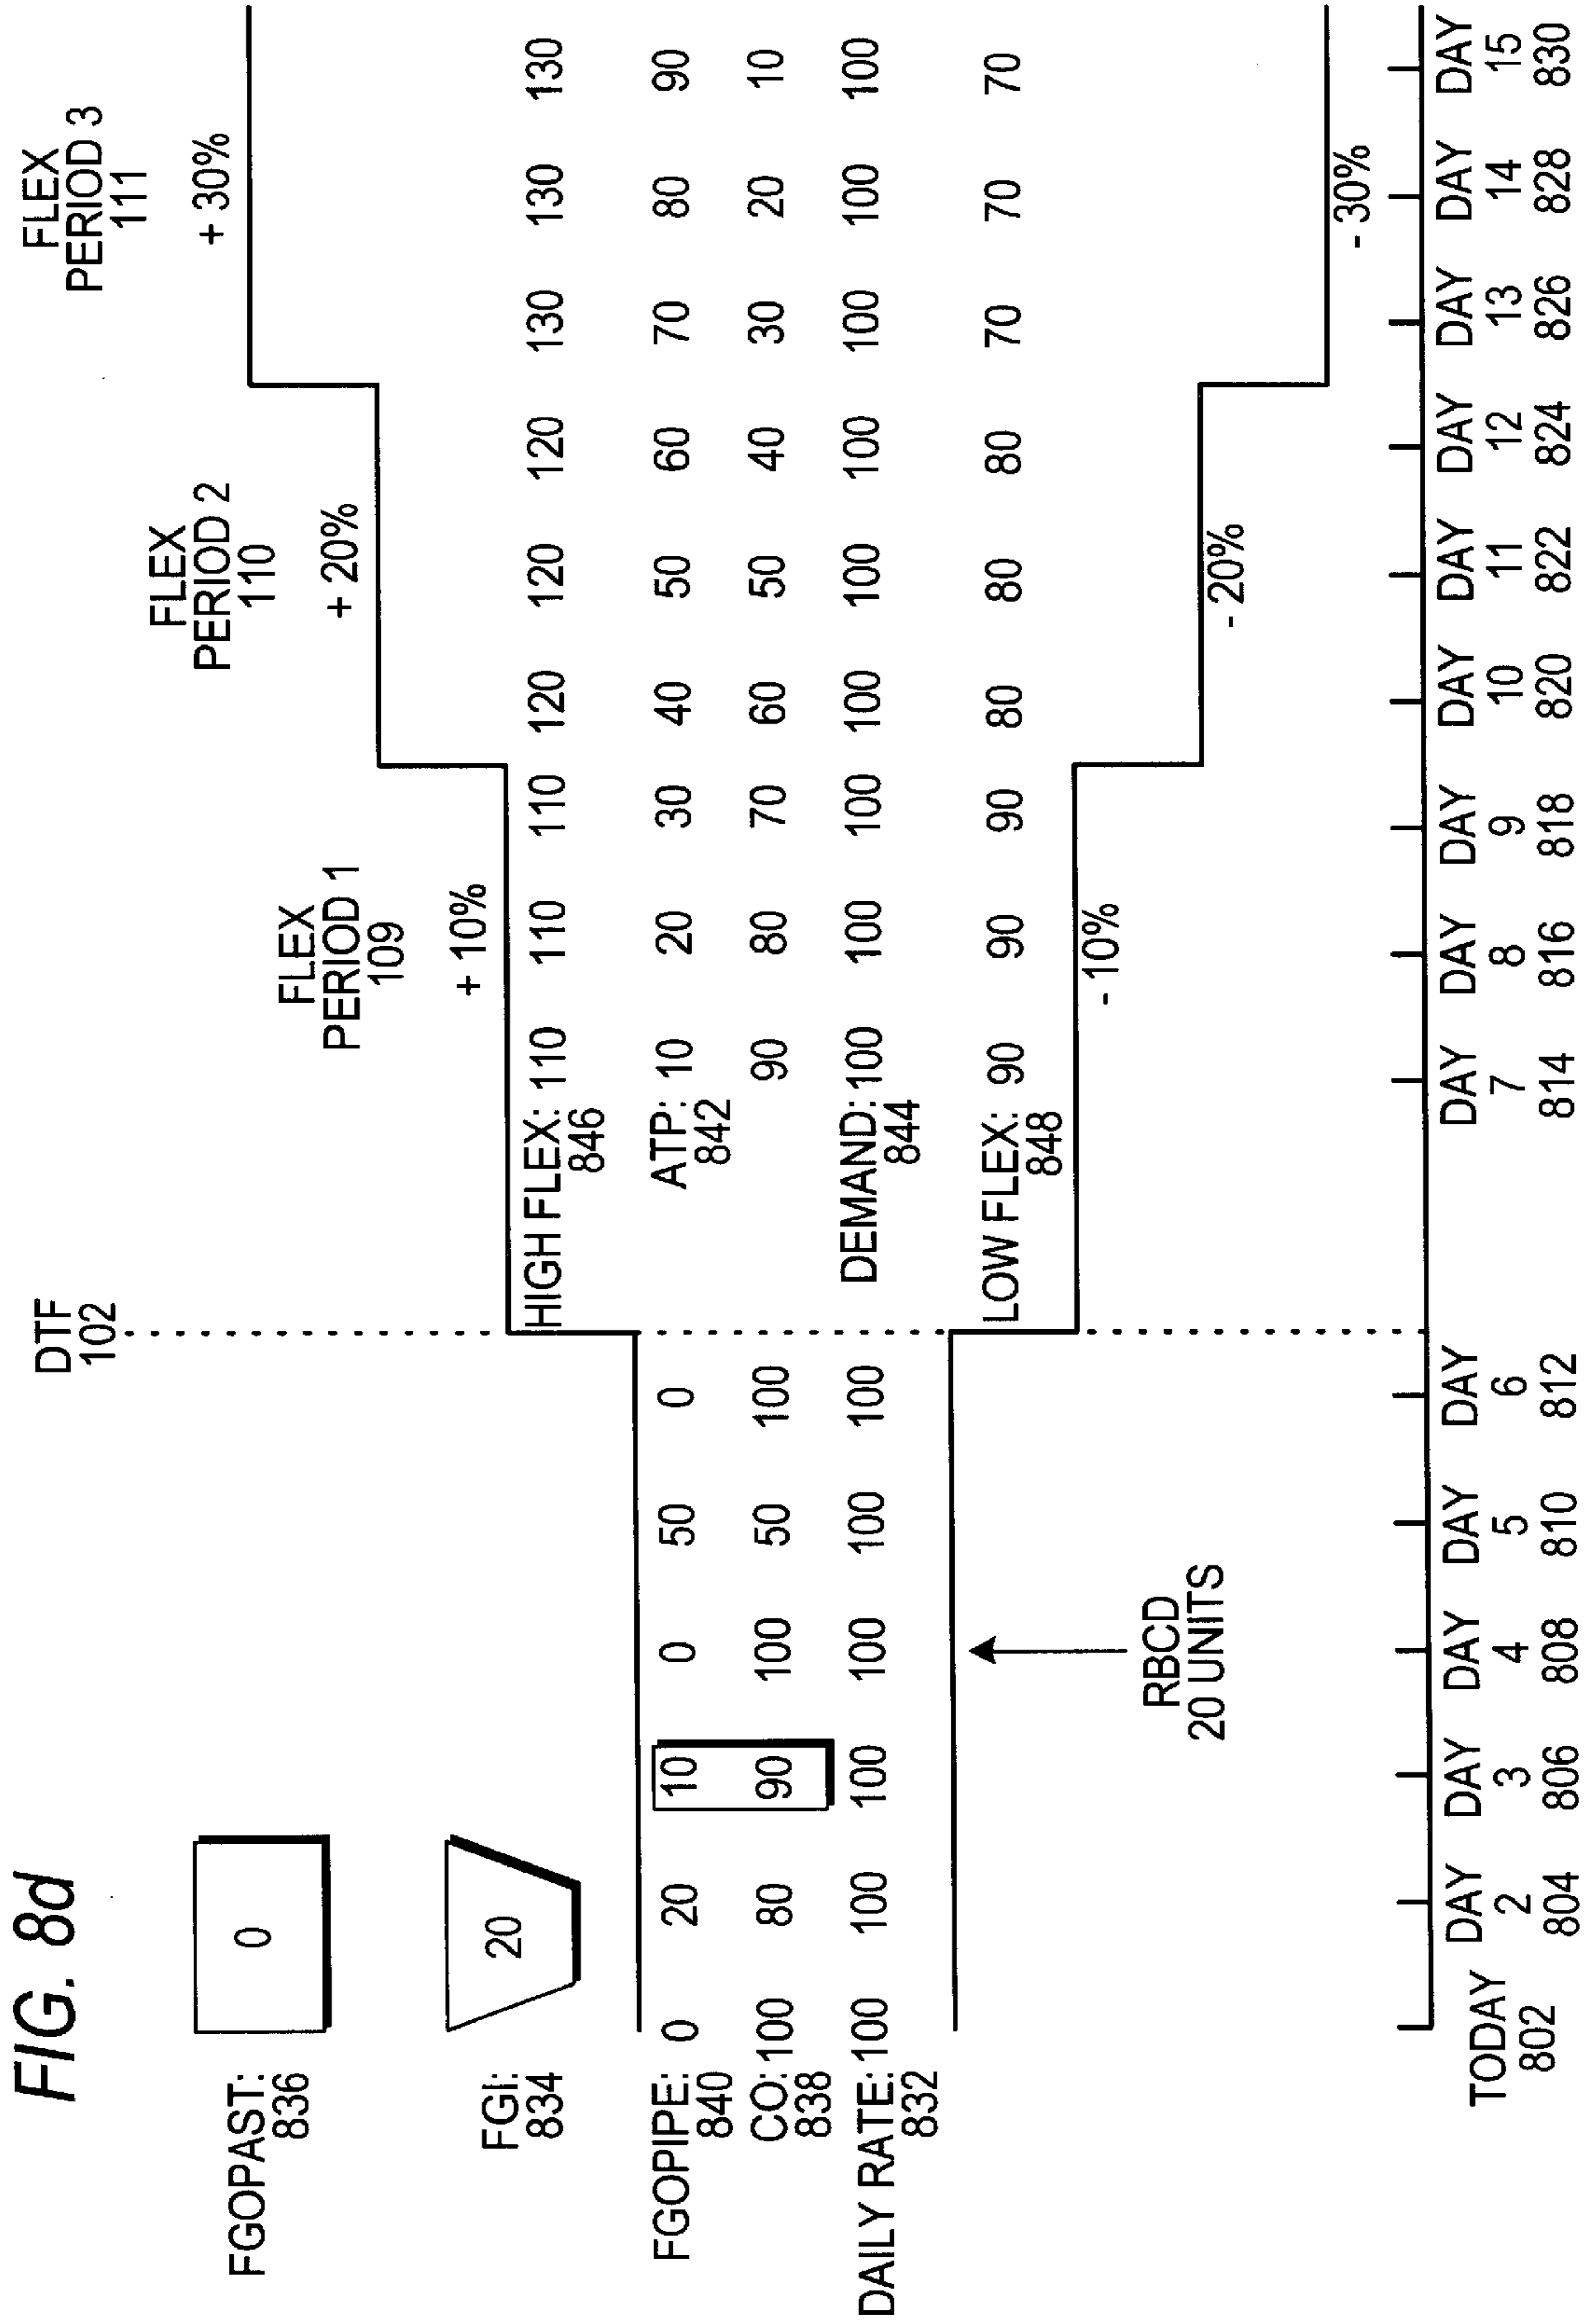 FIG. 8d
DTF
102
FLEX
PERIOD 1
109
FLEX
PERIOD 2
110
FLEX
PERIOD 3
111
+ 10%
+ 20%
+ 30%
FGOPAST:
836
0
FGI:
834
20
HIGH FLEX: 110 110 110 120 120 120 130 130 130
846
FGOPIPE: 0 20 10 0 50 0
840
ATP: 10 20 30 40 50 60 70 80 90
842
CO: 100 80 90 100 50 100 90 80 70 60 50 40 30 20 10
838
DAILY RATE: 100 100 100 100 100 100
832
DEMAND: 100 100 100 100 100 100 100 100 100
844
LOW FLEX: 90 90 90 80 80 80 70 70 70
848
RBCD
20 UNITS
- 10%
- 20%
- 30%
TODAY
802
DAY
2
804
DAY
3
806
DAY
4
808
DAY
5
810
DAY
6
812
DAY
7
814
DAY
8
816
DAY
9
818
DAY
10
820
DAY
11
822
DAY
12
824
DAY
13
826
DAY
14
828
DAY
15
830